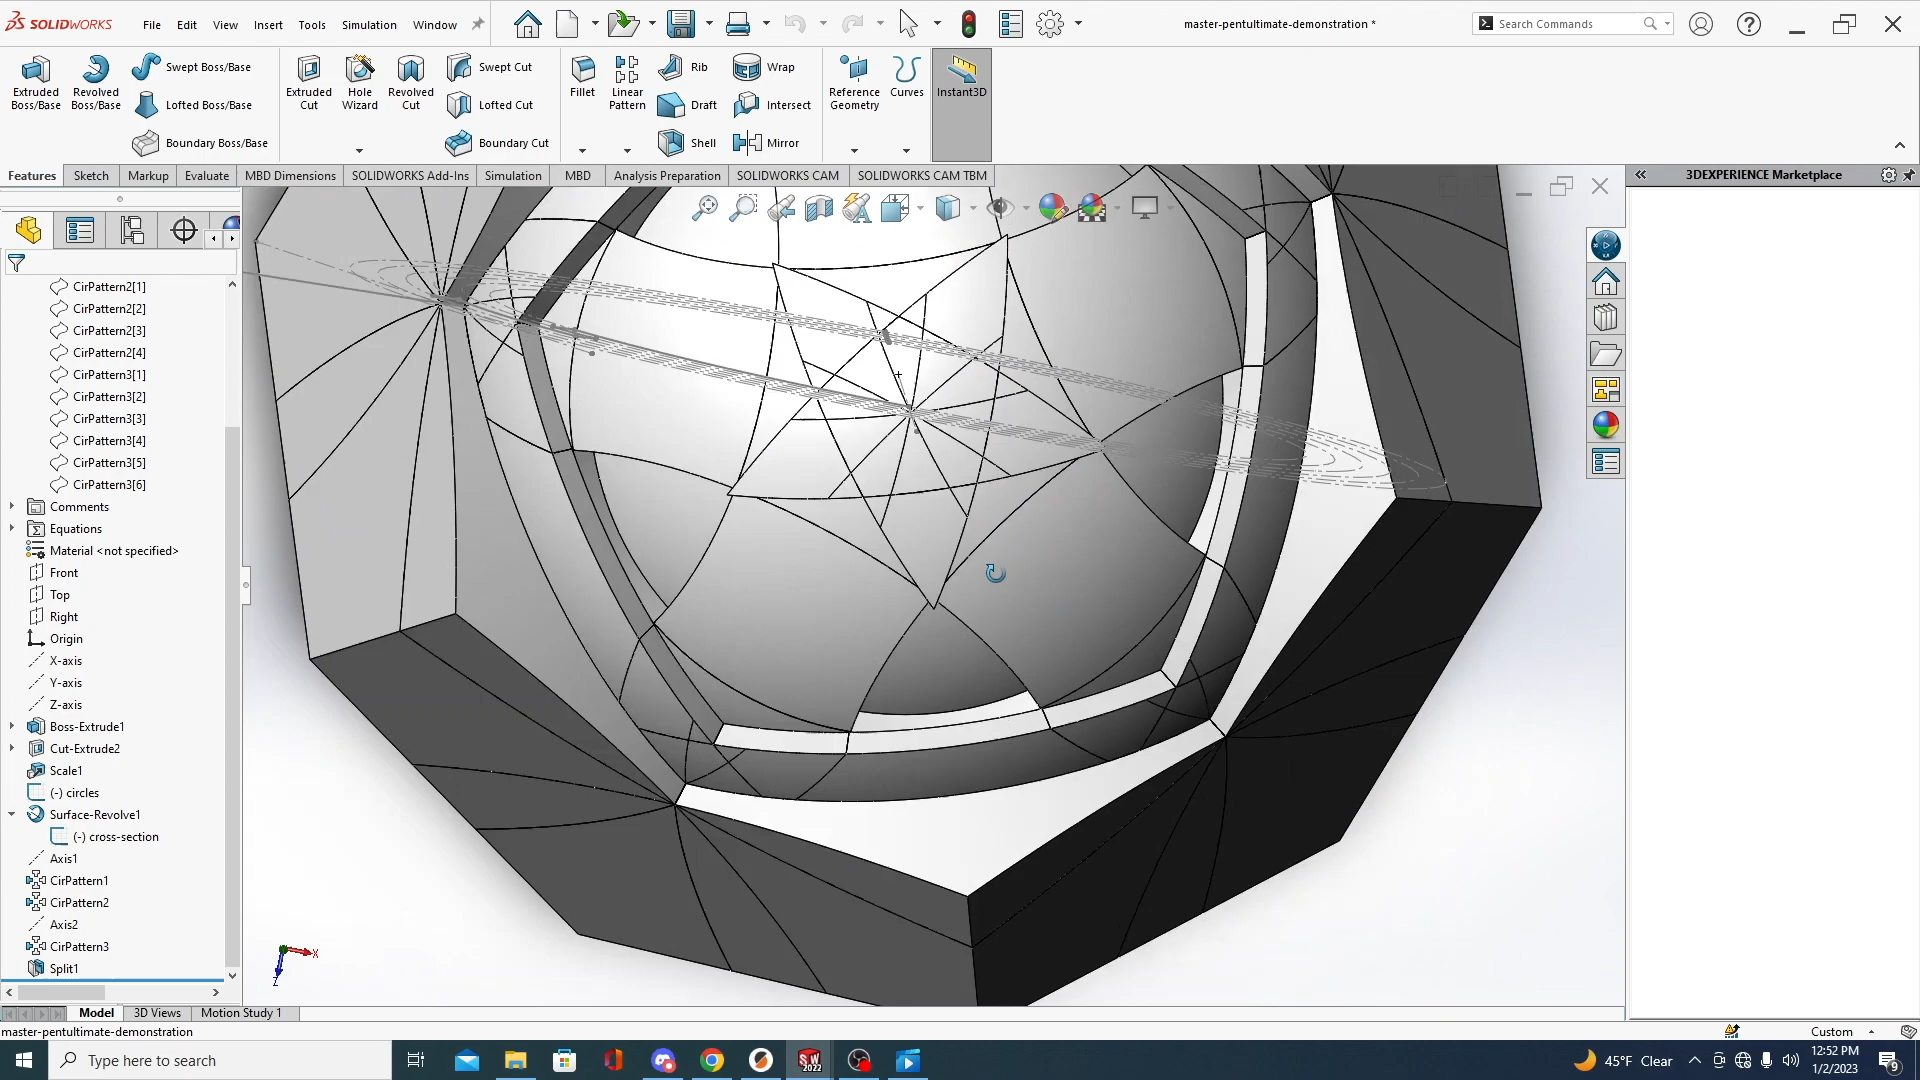 SOLIDWORKS File Edit View Insert Tools Simulation Window master-pentultimate-demonstration * Search Commands
Extruded Boss/Base
Revolved Boss/Base
Swept Boss/Base
Lofted Boss/Base
Boundary Boss/Base
Extruded Cut
Hole Wizard
Revolved Cut
Swept Cut
Lofted Cut
Boundary Cut
Fillet
Linear Pattern
Rib
Draft
Shell
Wrap
Intersect
Mirror
Reference Geometry
Curves
Instant3D
Features Sketch Markup Evaluate MBD Dimensions SOLIDWORKS Add-Ins Simulation MBD Analysis Preparation SOLIDWORKS CAM SOLIDWORKS CAM TBM
3DEXPERIENCE Marketplace
CirPattern2[1]
CirPattern2[2]
CirPattern2[3]
CirPattern2[4]
CirPattern3[1]
CirPattern3[2]
CirPattern3[3]
CirPattern3[4]
CirPattern3[5]
CirPattern3[6]
Comments
Equations
Material <not specified>
Front
Top
Right
Origin
X-axis
Y-axis
Z-axis
Boss-Extrude1
Cut-Extrude2
Scale1
(-) circles
Surface-Revolve1
(-) cross-section
Axis1
CirPattern1
CirPattern2
Axis2
CirPattern3
Split1
X
Z
Model 3D Views Motion Study 1
master-pentultimate-demonstration Custom
Type here to search
SW 2022
45°F Clear
12:52 PM
1/2/2023
9